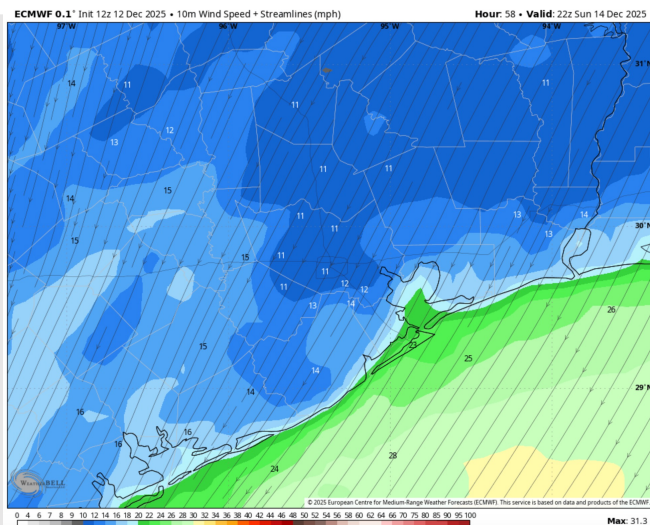 ECMWF 0.1° Init 12z 12 Dec 2025 • 10m Wind Speed + Streamlines (mph)
Hour: 58 • Valid: 22z Sun 14 Dec 2025
97°W 96°W 95°W 94°W
31°N
14 11 11
11
13 12
11 11
15
14 11 13 14
15 11 13 30°N
15 11 11
11 12 12
13 14
26
15 23 25
14
14 29°N
16
16 16
28
24
WEATHERBELL
© 2025 European Centre for Medium-Range Weather Forecasts (ECMWF). This service is based on data and products of the ECMWF.
0 4 6 7 8 9 10 12 14 16 18 20 22 24 26 28 30 32 34 36 38 40 42 44 46 48 50 52 54 56 58 60 62 64 66 70 75 80 85 90 95 100
Max: 31.3